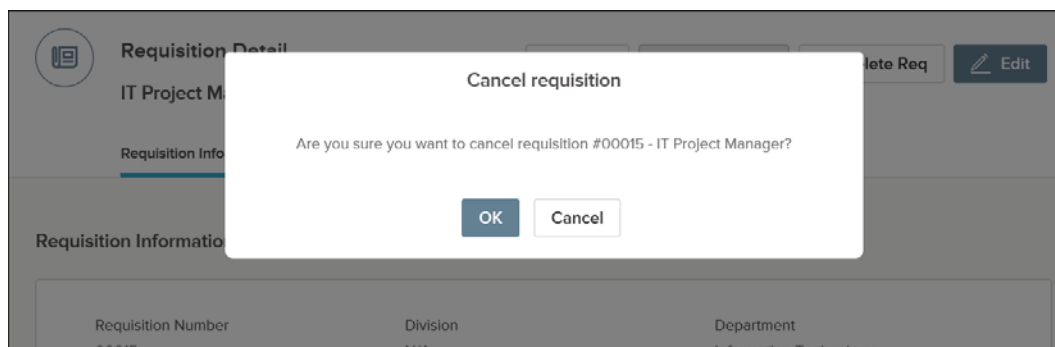 Requisition Detail
lete Req
Edit
IT Project M
Cancel requisition
Are you sure you want to cancel requisition #00015 - IT Project Manager?
Requisition Info
OK
Cancel
Requisition Informatio
Requisition Number
Division
Department